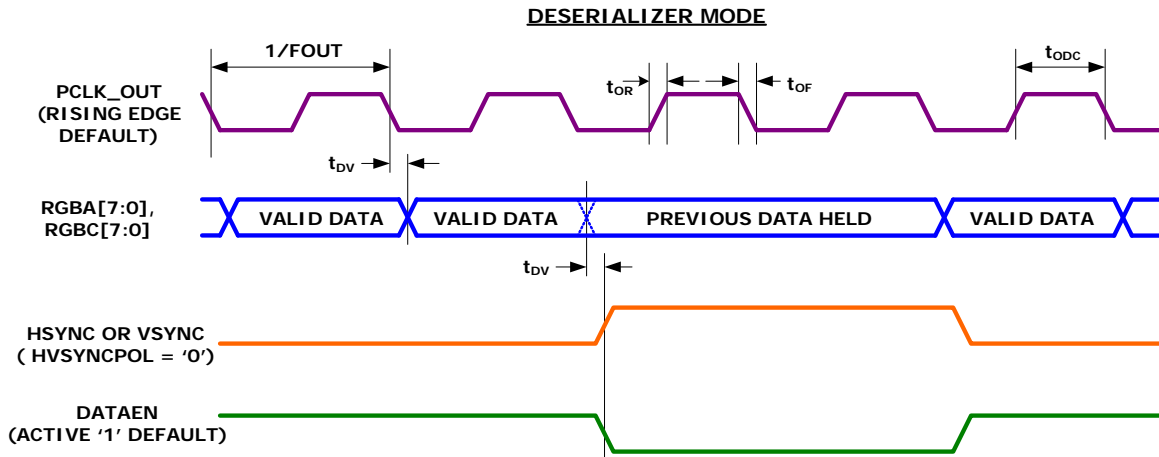 DESERIALIZER MODE
1/FOUT
tOR
tOF
tODC
PCLK_OUT
(RISING EDGE
DEFAULT)
tDV
RGBA[7:0],
RGBC[7:0]
VALID DATA
VALID DATA
PREVIOUS DATA HELD
VALID DATA
tDV
HSYNC OR VSYNC
( HVSYNCPOL = ‘0’)
DATAEN
(ACTIVE ‘1’ DEFAULT)